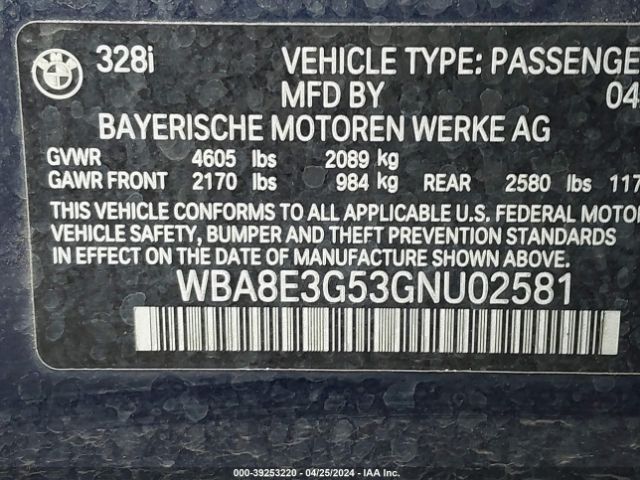 328i VEHICLE TYPE: PASSENGE
MFD BY 04
BAYERISCHE MOTOREN WERKE AG
GVWR 4605 lbs 2089 kg
GAWR FRONT 2170 lbs 984 kg REAR 2580 lbs 117
THIS VEHICLE CONFORMS TO ALL APPLICABLE U.S. FEDERAL MOTOR
VEHICLE SAFETY, BUMPER AND THEFT PREVENTION STANDARDS
IN EFFECT ON THE DATE OF MANUFACTURE SHOWN ABOVE.
WBA8E3G53GNU02581
000-39253220 - 04/25/2024 - IAA Inc.